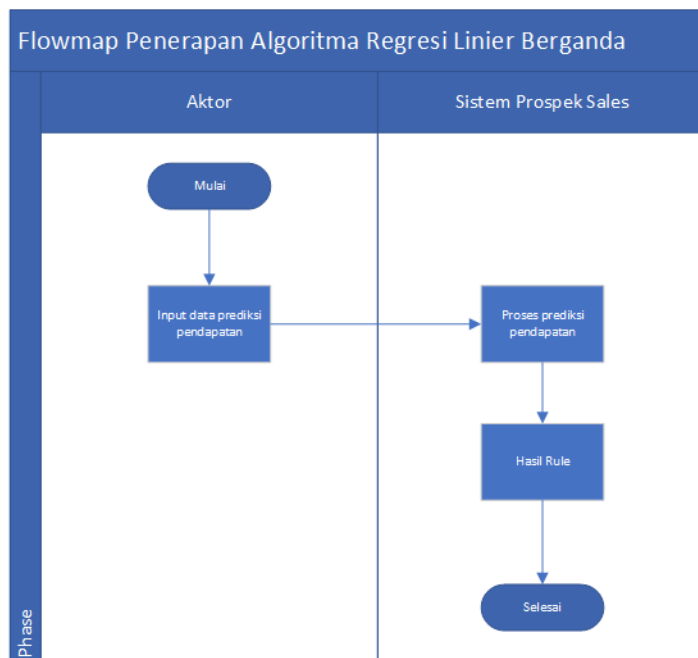 Flowmap Penerapan Algoritma Regresi Linier Berganda
Aktor
Sistem Prospek Sales
Mulai
Input data prediksi
pendapatan
Proses prediksi
pendapatan
Hasil Rule
Selesai
Phase